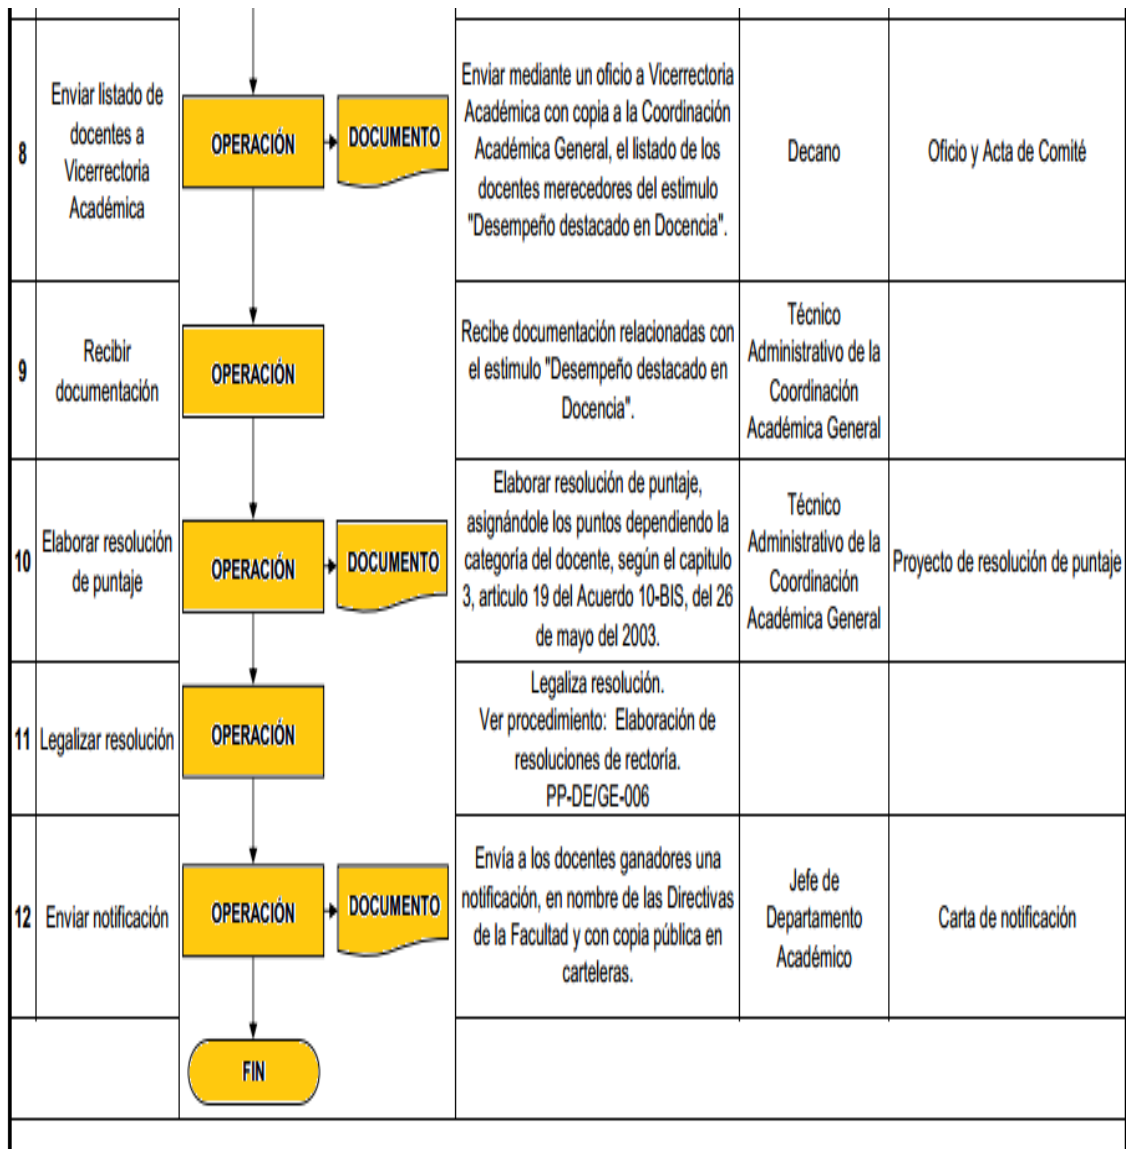 8
Enviar listado de
docentes a
Vicerrectoria
Académica
OPERACIÓN
DOCUMENTO
Enviar mediante un oficio a Vicerrectoria
Académica con copia a la Coordinación
Académica General, el listado de los
docentes merecedores del estimulo
"Desempeño destacado en Docencia".
Decano
Oficio y Acta de Comité
9
Recibir
documentación
OPERACIÓN
Recibe documentación relacionadas con
el estimulo "Desempeño destacado en
Docencia".
Técnico
Administrativo de la
Coordinación
Académica General
10
Elaborar resolución
de puntaje
OPERACIÓN
DOCUMENTO
Elaborar resolución de puntaje,
asignándole los puntos dependiendo la
categoría del docente, según el capitulo
3, articulo 19 del Acuerdo 10-BIS, del 26
de mayo del 2003.
Técnico
Administrativo de la
Coordinación
Académica General
Proyecto de resolución de puntaje
11
Legalizar resolución
OPERACIÓN
Legaliza resolución.
Ver procedimiento: Elaboración de
resoluciones de rectoría.
PP-DE/GE-006
12
Enviar notificación
OPERACIÓN
DOCUMENTO
Envía a los docentes ganadores una
notificación, en nombre de las Directivas
de la Facultad y con copia pública en
carteleras.
Jefe de
Departamento
Académico
Carta de notificación
FIN